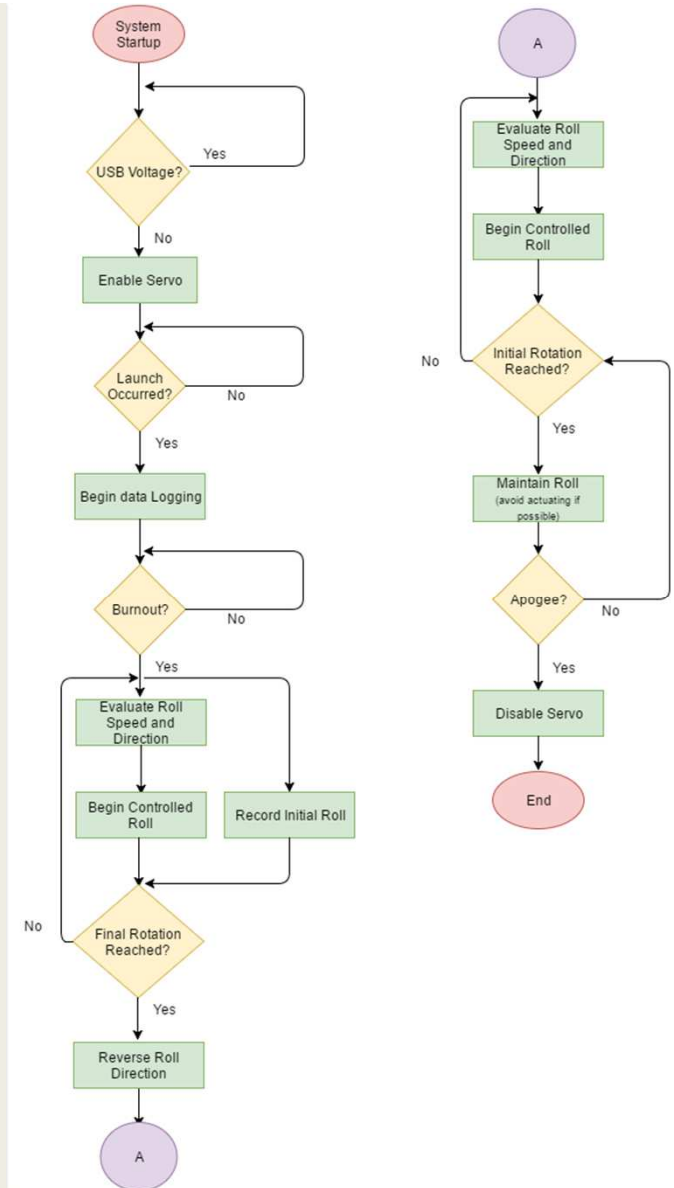 System
Startup
USB Voltage?
Yes
No
Enable Servo
Launch
Occurred?
No
Yes
Begin data Logging
Burnout?
No
Yes
Evaluate Roll
Speed and
Direction
Begin Controlled
Roll
Record Initial Roll
Final Rotation
Reached?
No
Yes
Reverse Roll
Direction
A
A
Evaluate Roll
Speed and
Direction
Begin Controlled
Roll
Initial Rotation
Reached?
No
Yes
Maintain Roll
(avoid actuating if
possible)
Apogee?
No
Yes
Disable Servo
End